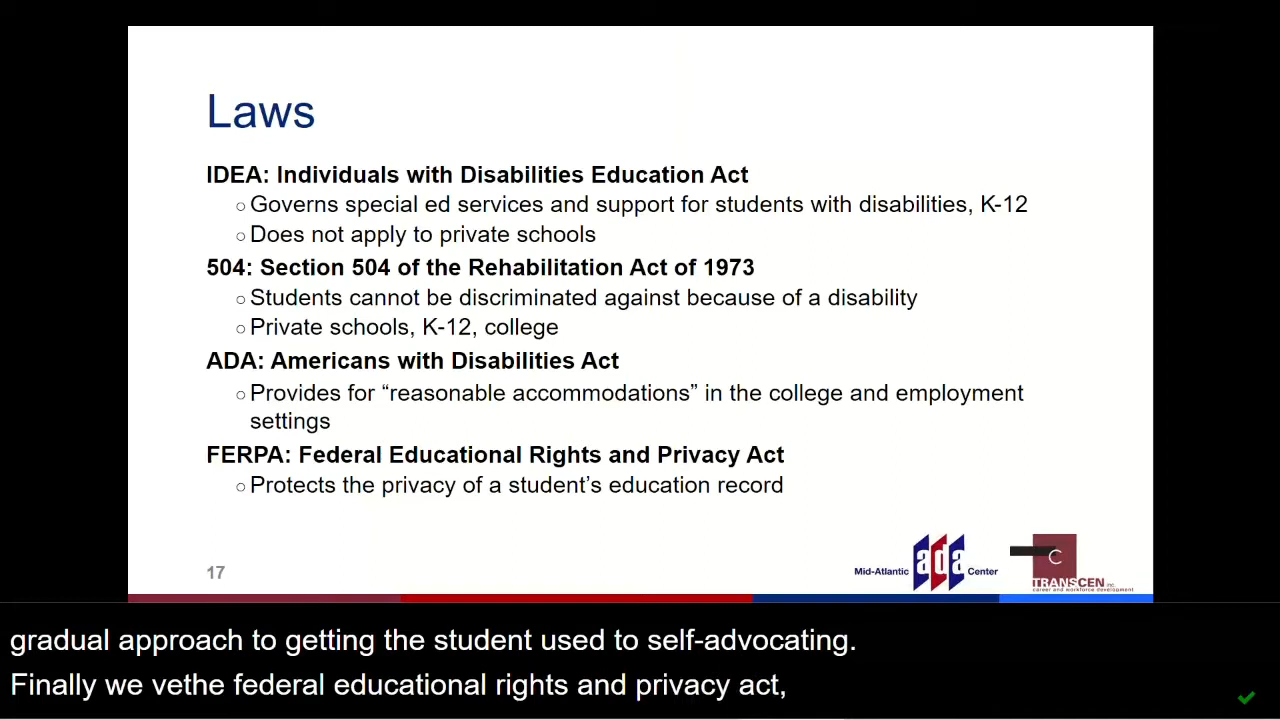 Laws
IDEA: Individuals with Disabilities Education Act
○ Governs special ed services and support for students with disabilities, K-12
○ Does not apply to private schools
504: Section 504 of the Rehabilitation Act of 1973
○ Students cannot be discriminated against because of a disability
○ Private schools, K-12, college
ADA: Americans with Disabilities Act
○ Provides for “reasonable accommodations” in the college and employment
settings
FERPA: Federal Educational Rights and Privacy Act
○ Protects the privacy of a student’s education record
17
Mid-Atlantic ada Center
C
TRANSCEN inc.
career and workforce development
gradual approach to getting the student used to self-advocating.
Finally we vethe federal educational rights and privacy act,